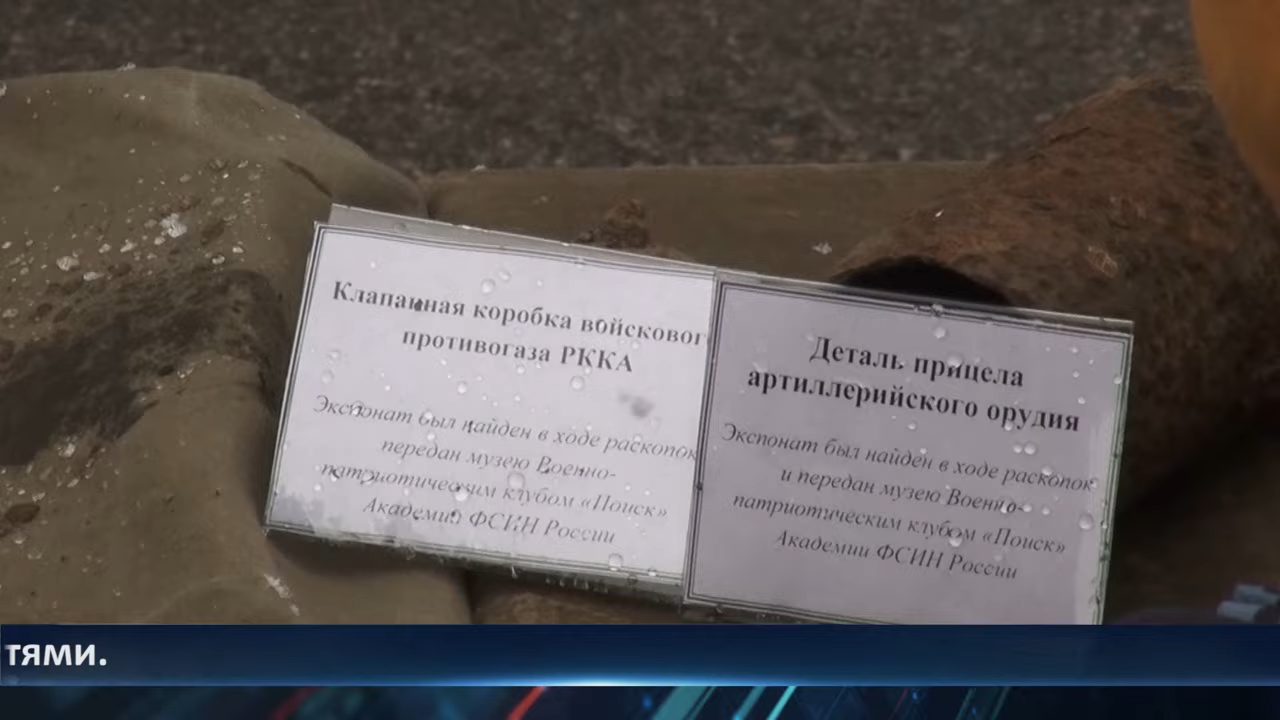 Клапанная коробка войсковог
противогаза РККА
Экспонат был найден в ходе раскопок
передан музею Военно-
патриотическим клубом «Поиск»
Академии ФСИН России
Деталь прицела
артиллерийского орудия
Экспонат был найден в ходе раскопок
и передан музею Военно-
патриотическим клубом «Поиск»
Академии ФСИН России
тями.